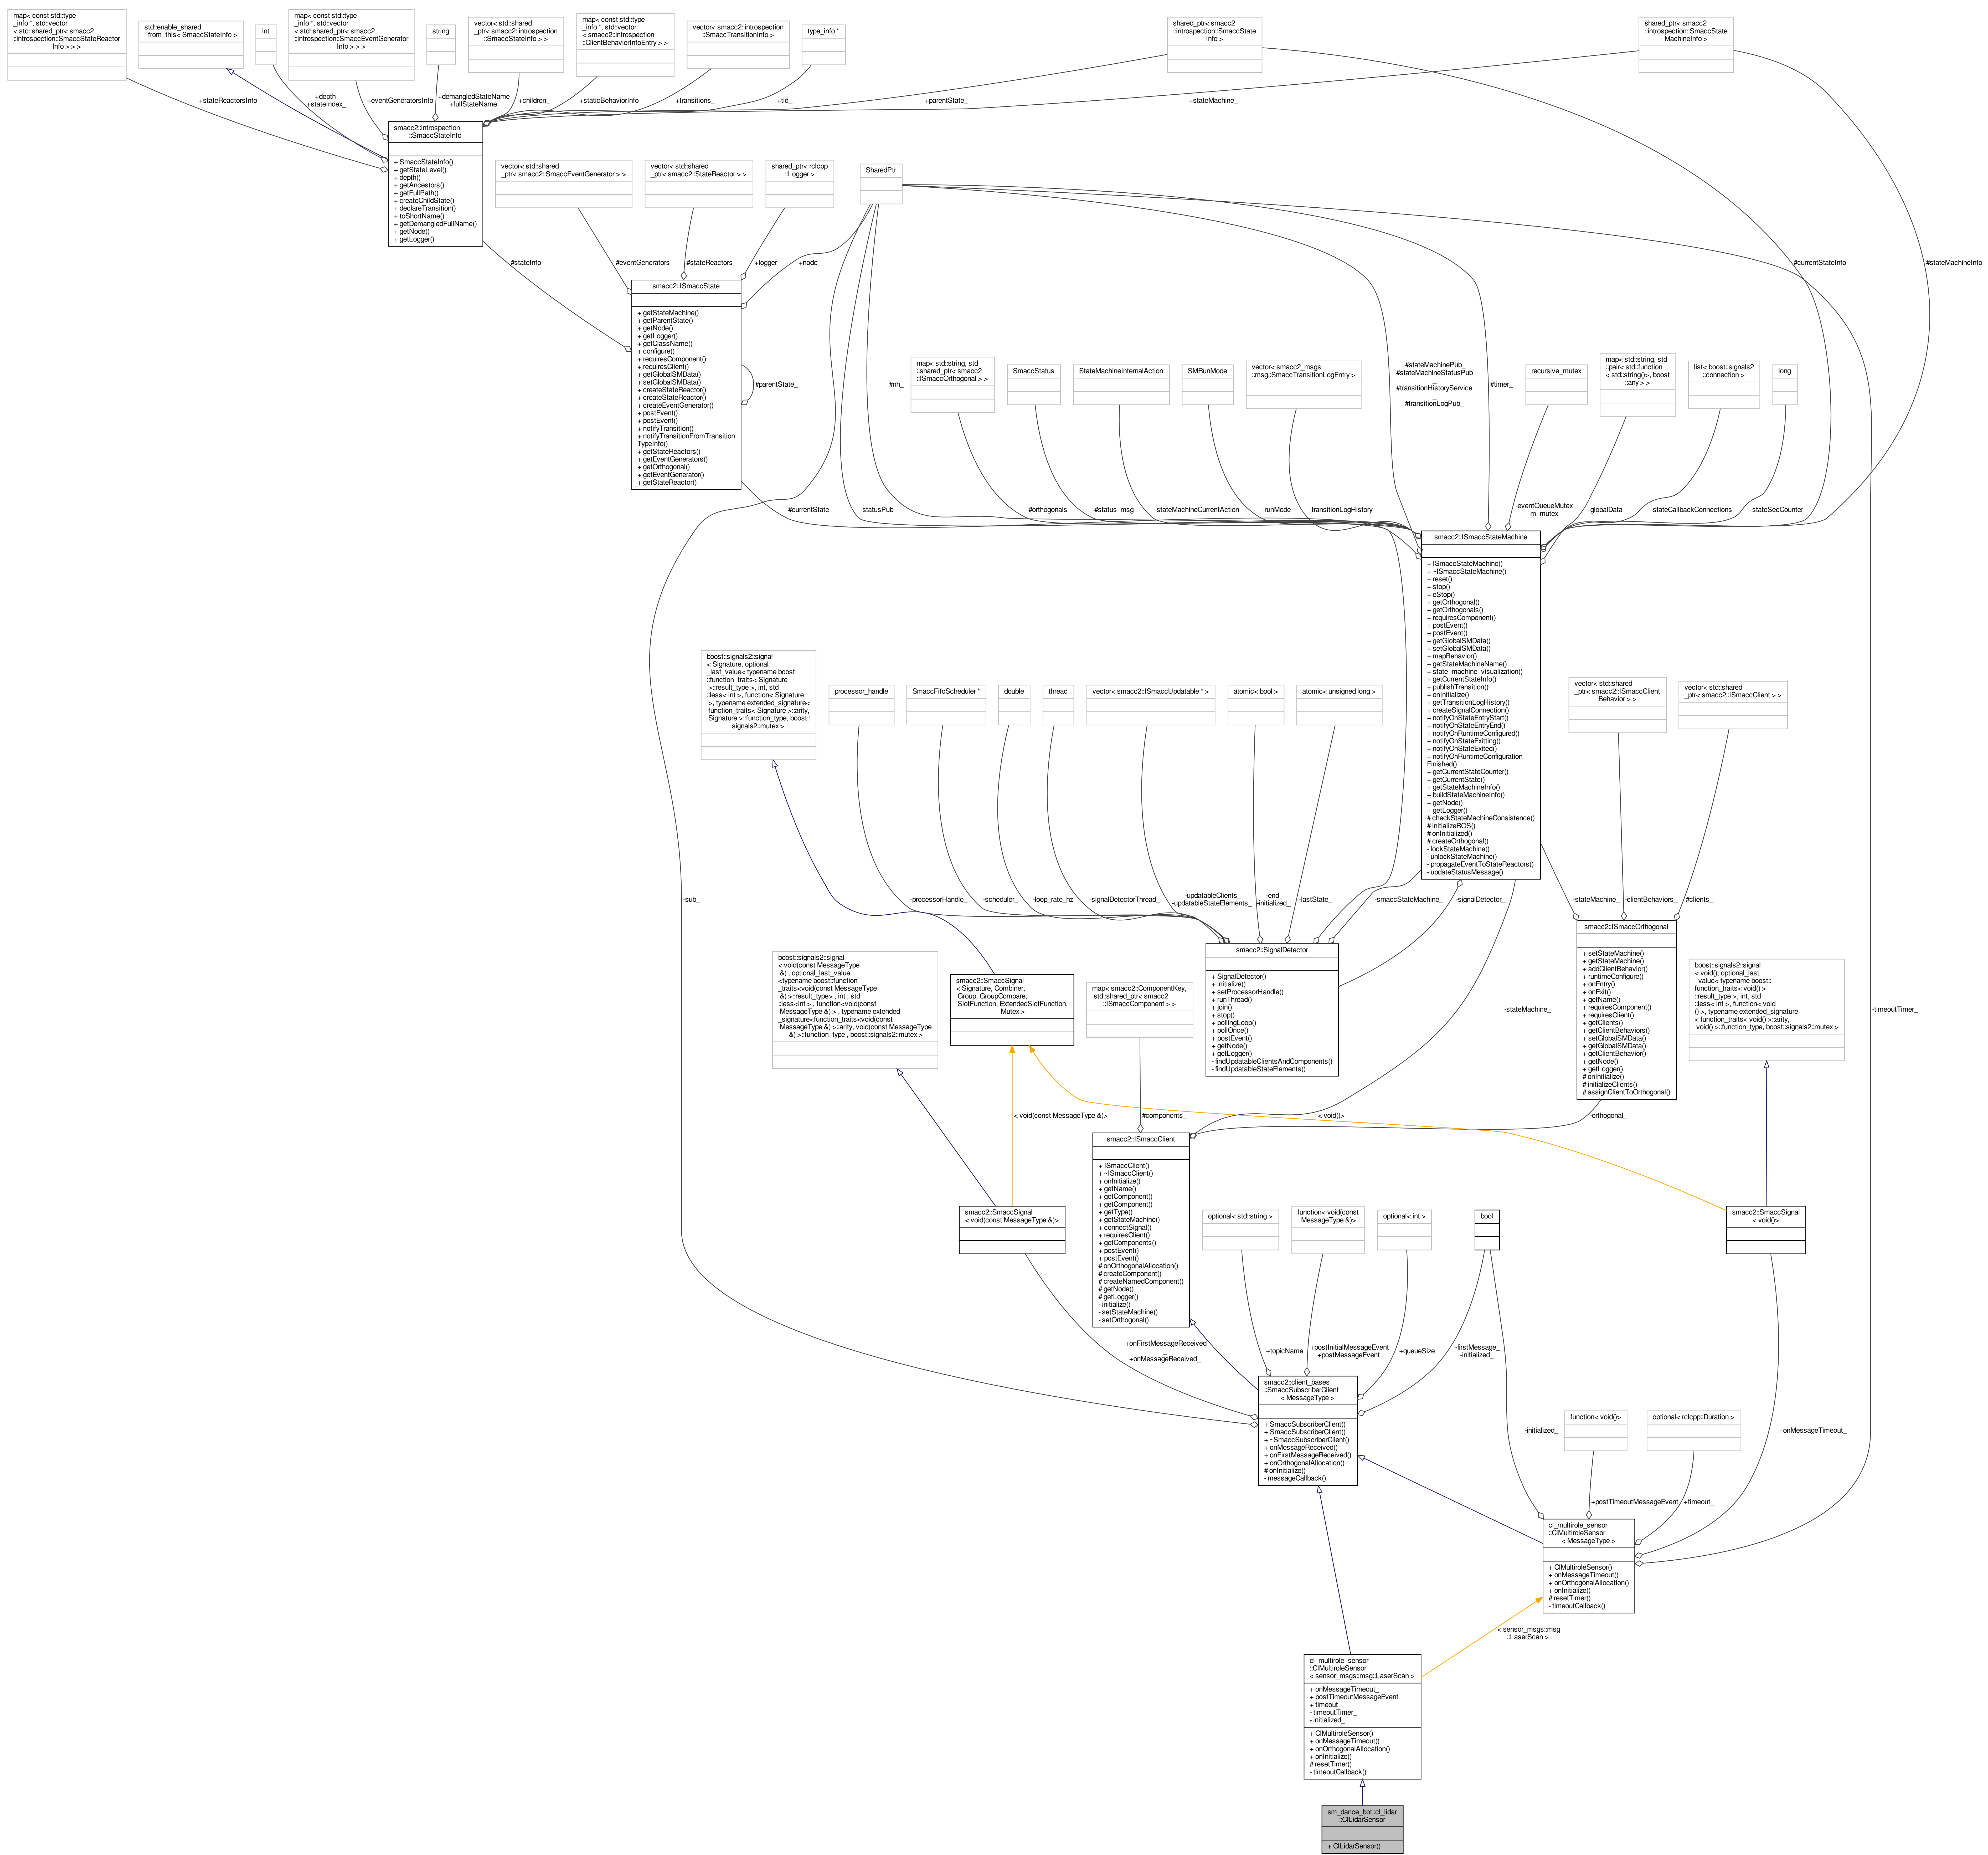 map< const std::type
_info *, std::vector
< std::shared_ptr< smacc2
::introspection::SmaccStateReactor
Info > > >
std::enable_shared
_from_this< SmaccStateInfo >
int
map< const std::type
_info *, std::vector
< std::shared_ptr< smacc2
::introspection::SmaccEventGenerator
Info > > >
string
vector< std::shared
_ptr< smacc2::introspection
::SmaccStateInfo > >
map< const std::type
_info *, std::vector
< smacc2::introspection
::ClientBehaviorInfoEntry > >
vector< smacc2::introspection
::SmaccTransitionInfo >
type_info *
shared_ptr< smacc2
::introspection::SmaccState
Info >
shared_ptr< smacc2
::introspection::SmaccState
MachineInfo >
+stateReactorsInfo
+depth_
+stateIndex_
+eventGeneratorsInfo
+demangledStateName
+fullStateName
+children_
+staticBehaviorInfo
+transitions_
+tid_
+parentState_
+stateMachine_
smacc2::introspection
::SmaccStateInfo
+ SmaccStateInfo()
+ getStateLevel()
+ depth()
+ getAncestors()
+ getFullPath()
+ createChildState()
+ declareTransition()
+ toShortName()
+ getDemangledFullName()
+ getNode()
+ getLogger()
vector< std::shared
_ptr< smacc2::SmaccEventGenerator > >
vector< std::shared
_ptr< smacc2::StateReactor > >
shared_ptr< rclcpp
::Logger >
SharedPtr
#stateInfo_
#eventGenerators_
#stateReactors_
+logger_
+node_
#currentStateInfo_
#stateMachineInfo_
smacc2::ISmaccState
+ getStateMachine()
+ getParentState()
+ getNode()
+ getLogger()
+ getClassName()
+ configure()
+ requiresComponent()
+ requiresClient()
+ getGlobalSMData()
+ setGlobalSMData()
+ createStateReactor()
+ createStateReactor()
+ createEventGenerator()
+ postEvent()
+ postEvent()
+ notifyTransition()
+ notifyTransitionFromTransition
TypeInfo()
+ getStateReactors()
+ getEventGenerators()
+ getOrthogonal()
+ getEventGenerator()
+ getStateReactor()
#parentState_
#nh_
map< std::string, std
::shared_ptr< smacc2
::ISmaccOrthogonal > >
SmaccStatus
StateMachineInternalAction
SMRunMode
vector< smacc2_msgs
::msg::SmaccTransitionLogEntry >
#stateMachinePub_
#stateMachineStatusPub
_
#transitionHistoryService
_
#transitionLogPub_
#timer_
recursive_mutex
map< std::string, std
::pair< std::function
< std::string()>, boost
::any > >
list< boost::signals2
::connection >
long
#currentState_
-statusPub_
#orthogonals_
#status_msg_
-stateMachineCurrentAction
-runMode_
-transitionLogHistory_
-eventQueueMutex_
-m_mutex_
-globalData_
-stateCallbackConnections
-stateSeqCounter_
smacc2::ISmaccStateMachine
+ ISmaccStateMachine()
+ ~ISmaccStateMachine()
+ reset()
+ stop()
+ eStop()
+ getOrthogonal()
+ getOrthogonals()
+ requiresComponent()
+ postEvent()
+ postEvent()
+ getGlobalSMData()
+ setGlobalSMData()
+ mapBehavior()
+ getStateMachineName()
+ state_machine_visualization()
+ getCurrentStateInfo()
+ publishTransition()
+ onInitialize()
+ getTransitionLogHistory()
+ createSignalConnection()
+ notifyOnStateEntryStart()
+ notifyOnStateEntryEnd()
+ notifyOnRuntimeConfigured()
+ notifyOnStateExitting()
+ notifyOnStateExited()
+ notifyOnRuntimeConfiguration
Finished()
+ getCurrentStateCounter()
+ getCurrentState()
+ getStateMachineInfo()
+ buildStateMachineInfo()
+ getNode()
+ getLogger()
# checkStateMachineConsistence()
# initializeROS()
# onInitialized()
# createOrthogonal()
- lockStateMachine()
- unlockStateMachine()
- propagateEventToStateReactors()
- updateStatusMessage()
boost::signals2::signal
< Signature, optional
_last_value< typename boost
::function_traits< Signature
>::result_type >, int, std
::less< int >, function< Signature
>, typename extended_signature<
function_traits< Signature >::arity,
Signature >::function_type, boost::
signals2::mutex >
processor_handle
SmaccFifoScheduler *
double
thread
vector< smacc2::ISmaccUpdatable * >
atomic< bool >
atomic< unsigned long >
vector< std::shared
_ptr< smacc2::ISmaccClient
Behavior > >
vector< std::shared
_ptr< smacc2::ISmaccClient > >
-sub_
-processorHandle_
-scheduler_
-loop_rate_hz
-signalDetectorThread_
-updatableClients_
-updatableStateElements_
-end_
-initialized_
-lastState_
-smaccStateMachine_
-signalDetector_
-stateMachine_
-clientBehaviors_
#clients_
smacc2::SignalDetector
+ SignalDetector()
+ initialize()
+ setProcessorHandle()
+ runThread()
+ join()
+ stop()
+ pollingLoop()
+ pollOnce()
+ postEvent()
+ getNode()
+ getLogger()
- findUpdatableClientsAndComponents()
- findUpdatableStateElements()
smacc2::ISmaccOrthogonal
+ setStateMachine()
+ getStateMachine()
+ addClientBehavior()
+ runtimeConfigure()
+ onEntry()
+ onExit()
+ getName()
+ requiresComponent()
+ requiresClient()
+ getClients()
+ getClientBehaviors()
+ setGlobalSMData()
+ getGlobalSMData()
+ getClientBehavior()
+ getNode()
+ getLogger()
# onInitialize()
# initializeClients()
# assignClientToOrthogonal()
boost::signals2::signal
< void(const MessageType
&) , optional_last_value
<typename boost::function
_traits<void(const MessageType
&) >::result_type> , int , std
::less<int > , function<void(const
MessageType &) > , typename extended
_signature<function_traits<void(const
MessageType &) >::arity, void(const MessageType
&) >::function_type , boost::signals2::mutex >
smacc2::SmaccSignal
< Signature, Combiner,
Group, GroupCompare,
SlotFunction, ExtendedSlotFunction,
Mutex >
map< smacc2::ComponentKey,
std::shared_ptr< smacc2
::ISmaccComponent > >
boost::signals2::signal
< void(), optional_last
_value< typename boost::
function_traits< void() >
::result_type >, int, std
::less< int >, function< void
() >, typename extended_signature
< function_traits< void() >::arity,
void() >::function_type, boost::signals2::mutex >
-stateMachine_
-timeoutTimer_
< void(const MessageType &)>
#components_
< void()>
-orthogonal_
smacc2::ISmaccClient
+ ISmaccClient()
+ ~ISmaccClient()
+ onInitialize()
+ getName()
+ getComponent()
+ getComponent()
+ getType()
+ getStateMachine()
+ connectSignal()
+ requiresClient()
+ getComponents()
+ postEvent()
+ postEvent()
# onOrthogonalAllocation()
# createComponent()
# createNamedComponent()
# getNode()
# getLogger()
- initialize()
- setStateMachine()
- setOrthogonal()
smacc2::SmaccSignal
< void(const MessageType &)>
optional< std::string >
function< void(const
MessageType &)>
optional< int >
bool
smacc2::SmaccSignal
< void()>
+onFirstMessageReceived
_
+onMessageReceived_
+topicName
+postInitialMessageEvent
+postMessageEvent
+queueSize
-firstMessage_
-initialized_
smacc2::client_bases
::SmaccSubscriberClient
< MessageType >
+ SmaccSubscriberClient()
+ SmaccSubscriberClient()
+ ~SmaccSubscriberClient()
+ onMessageReceived()
+ onFirstMessageReceived()
+ onOrthogonalAllocation()
# onInitialize()
- messageCallback()
function< void()>
optional< rclcpp::Duration >
-initialized_
+onMessageTimeout_
+postTimeoutMessageEvent
+timeout_
cl_multirole_sensor
::ClMultiroleSensor
< MessageType >
+ ClMultiroleSensor()
+ onMessageTimeout()
+ onOrthogonalAllocation()
+ onInitialize()
# resetTimer()
- timeoutCallback()
< sensor_msgs::msg
::LaserScan >
cl_multirole_sensor
::ClMultiroleSensor
< sensor_msgs::msg::LaserScan >
+ onMessageTimeout_
+ postTimeoutMessageEvent
+ timeout_
- timeoutTimer_
- initialized_
+ ClMultiroleSensor()
+ onMessageTimeout()
+ onOrthogonalAllocation()
+ onInitialize()
# resetTimer()
- timeoutCallback()
sm_dance_bot::cl_lidar
::ClLidarSensor
+ ClLidarSensor()